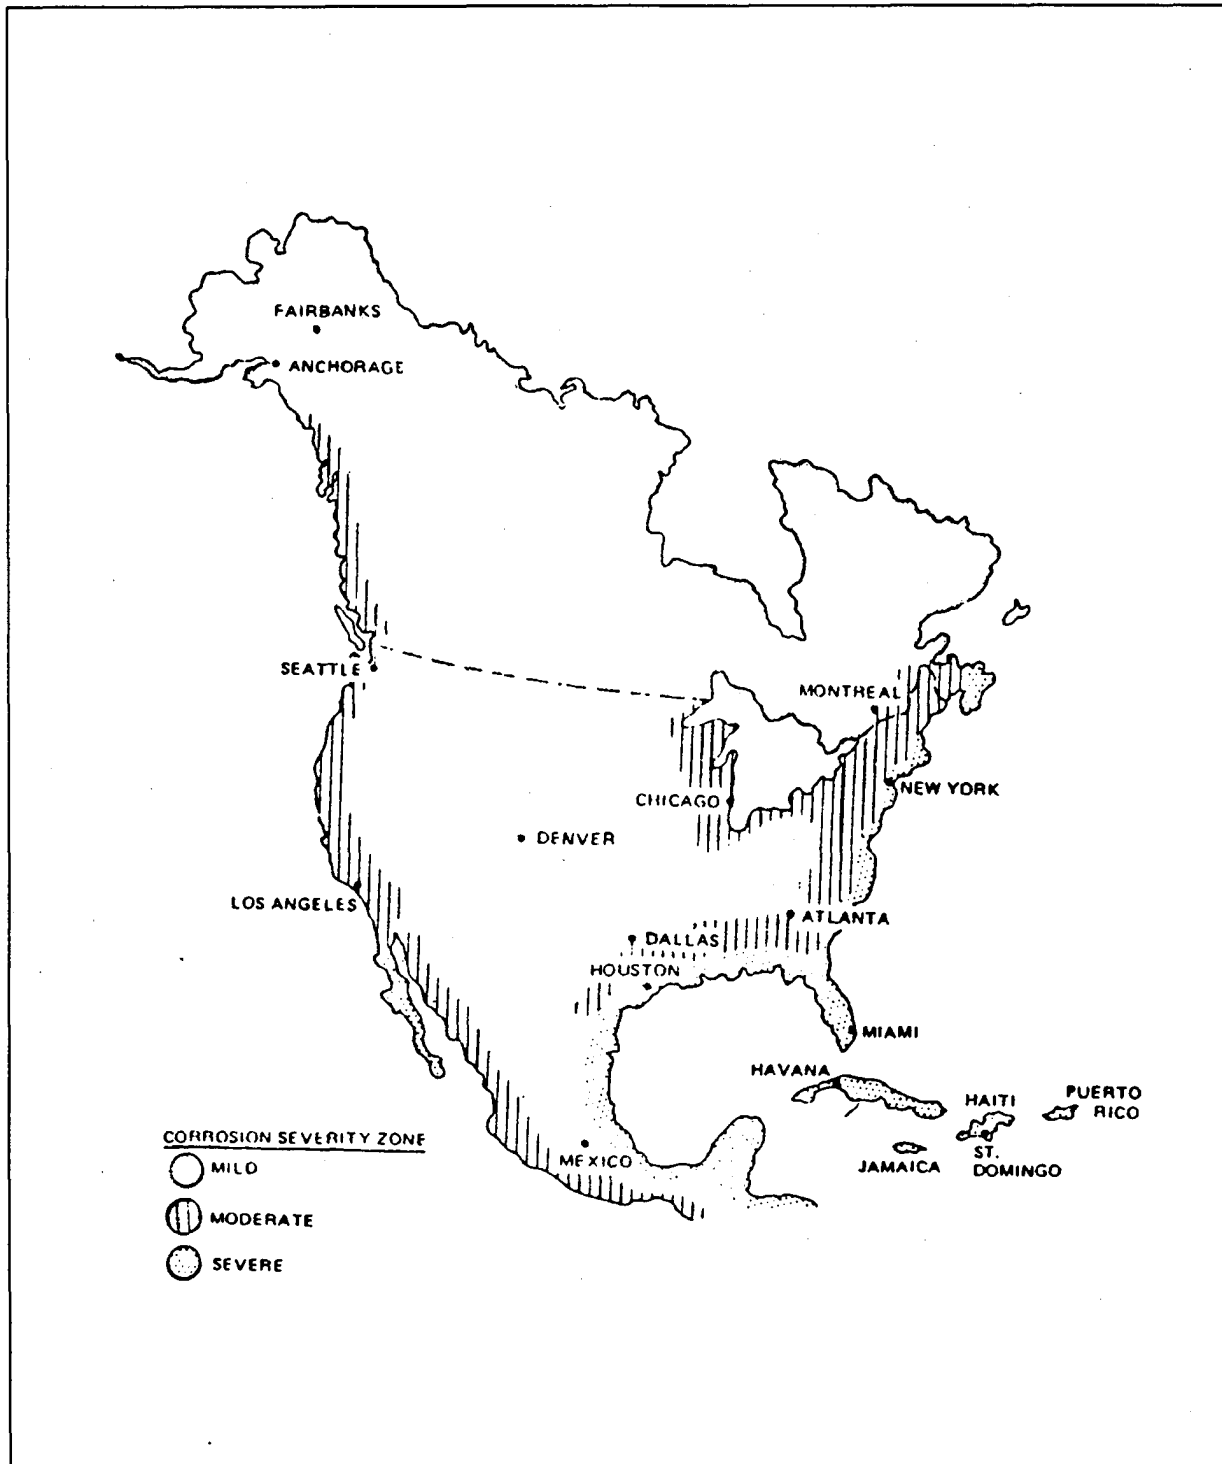 FAIRBANKS
ANCHORAGE
SEATTLE
MONTREAL
NEW YORK
CHICAGO
DENVER
LOS ANGELES
ATLANTA
DALLAS
HOUSTON
MIAMI
HAVANA
HAITI
PUERTO
RICO
JAMAICA
ST.
DOMINGO
MEXICO
CORROSION SEVERITY ZONE
MILD
MODERATE
SEVERE